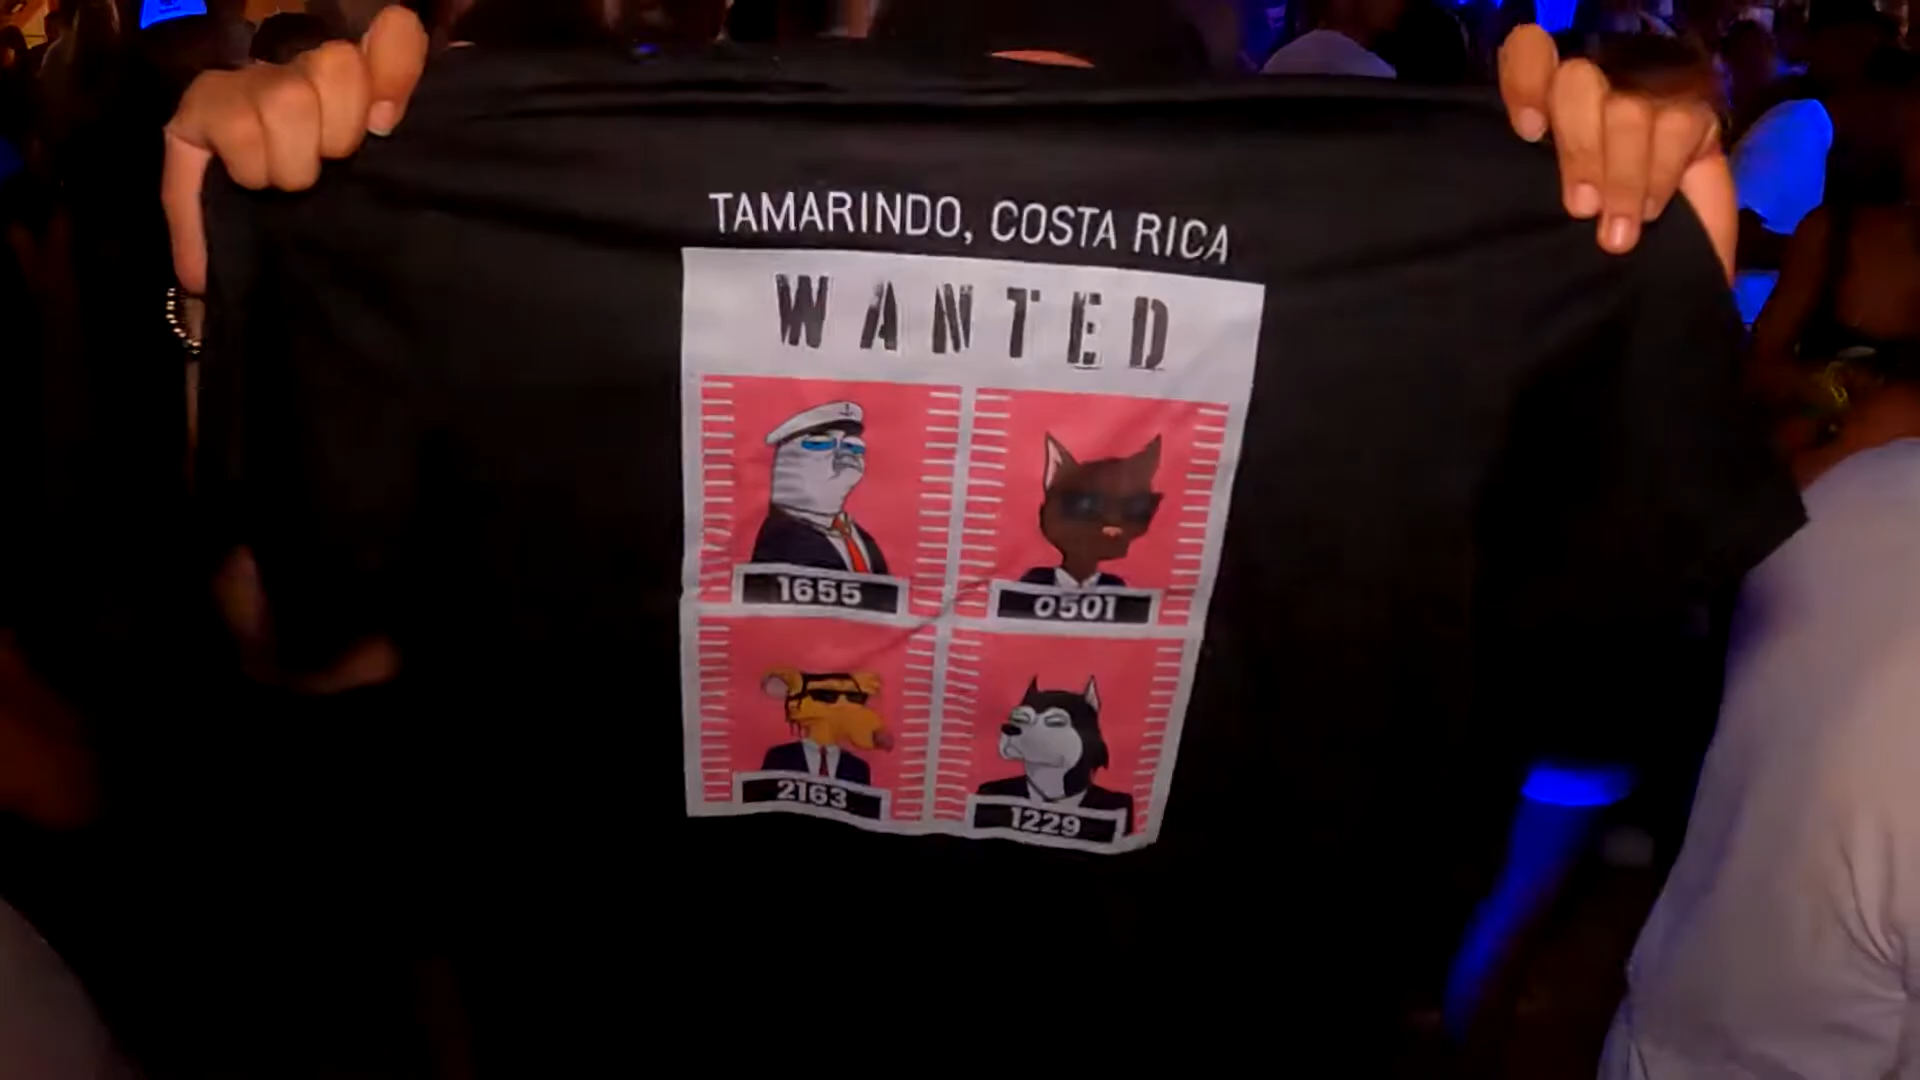 TAMARINDO, COSTA RICA
WANTED
1655
0501
2163
1229